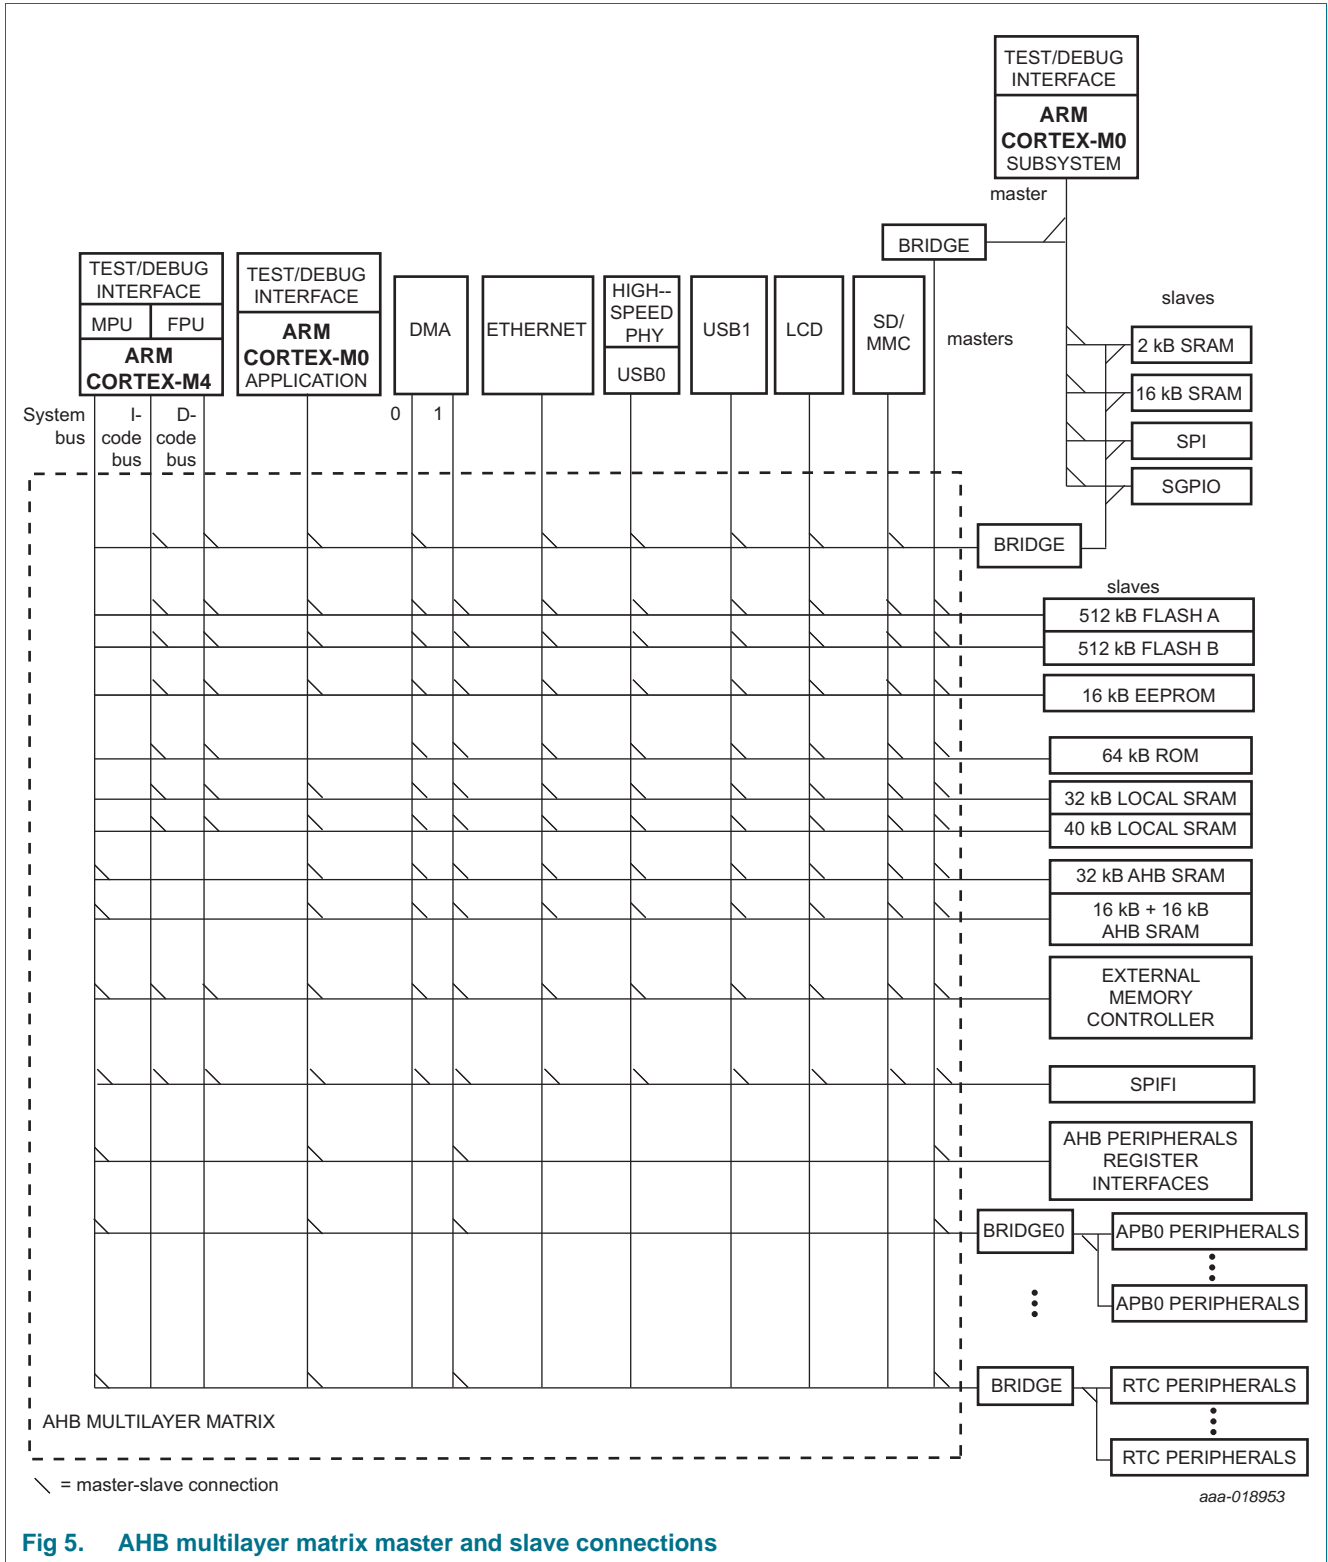 TEST/DEBUG
INTERFACE
ARM
CORTEX-M0
SUBSYSTEM
master
BRIDGE
TEST/DEBUG
INTERFACE
MPU
FPU
ARM
CORTEX-M4
TEST/DEBUG
INTERFACE
ARM
CORTEX-M0
APPLICATION
DMA
ETHERNET
HIGH--
SPEED
PHY
USB0
USB1
LCD
SD/
MMC
masters
slaves
2 kB SRAM
16 kB SRAM
SPI
SGPIO
System
bus
I-
code
bus
D-
code
bus
0
1
BRIDGE
slaves
512 kB FLASH A
512 kB FLASH B
16 kB EEPROM
64 kB ROM
32 kB LOCAL SRAM
40 kB LOCAL SRAM
32 kB AHB SRAM
16 kB + 16 kB
AHB SRAM
EXTERNAL
MEMORY
CONTROLLER
SPIFI
AHB PERIPHERALS
REGISTER
INTERFACES
BRIDGE0
APB0 PERIPHERALS
APB0 PERIPHERALS
BRIDGE
RTC PERIPHERALS
RTC PERIPHERALS
AHB MULTILAYER MATRIX
= master-slave connection
aaa-018953
Fig 5. AHB multilayer matrix master and slave connections